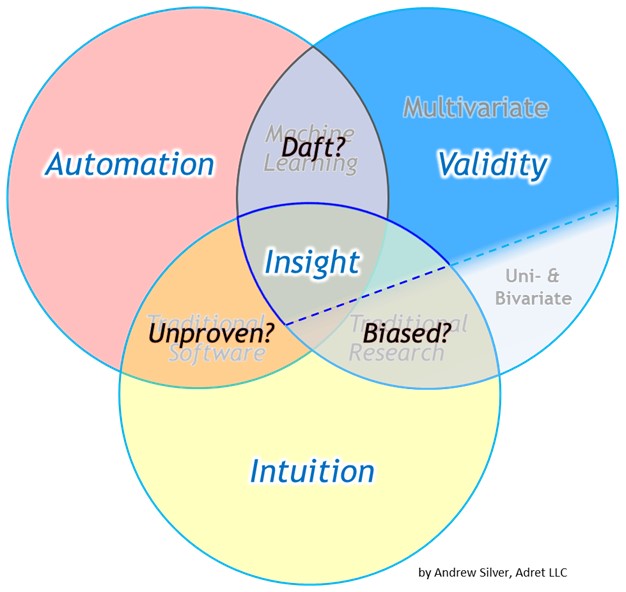 Multivariate
Machine
Learning
Daft?
Automation
Validity
Insight
Uni- &
Bivariate
Traditional
Software
Unproven?
Traditional
Research
Biased?
Intuition
by Andrew Silver, Adret LLC